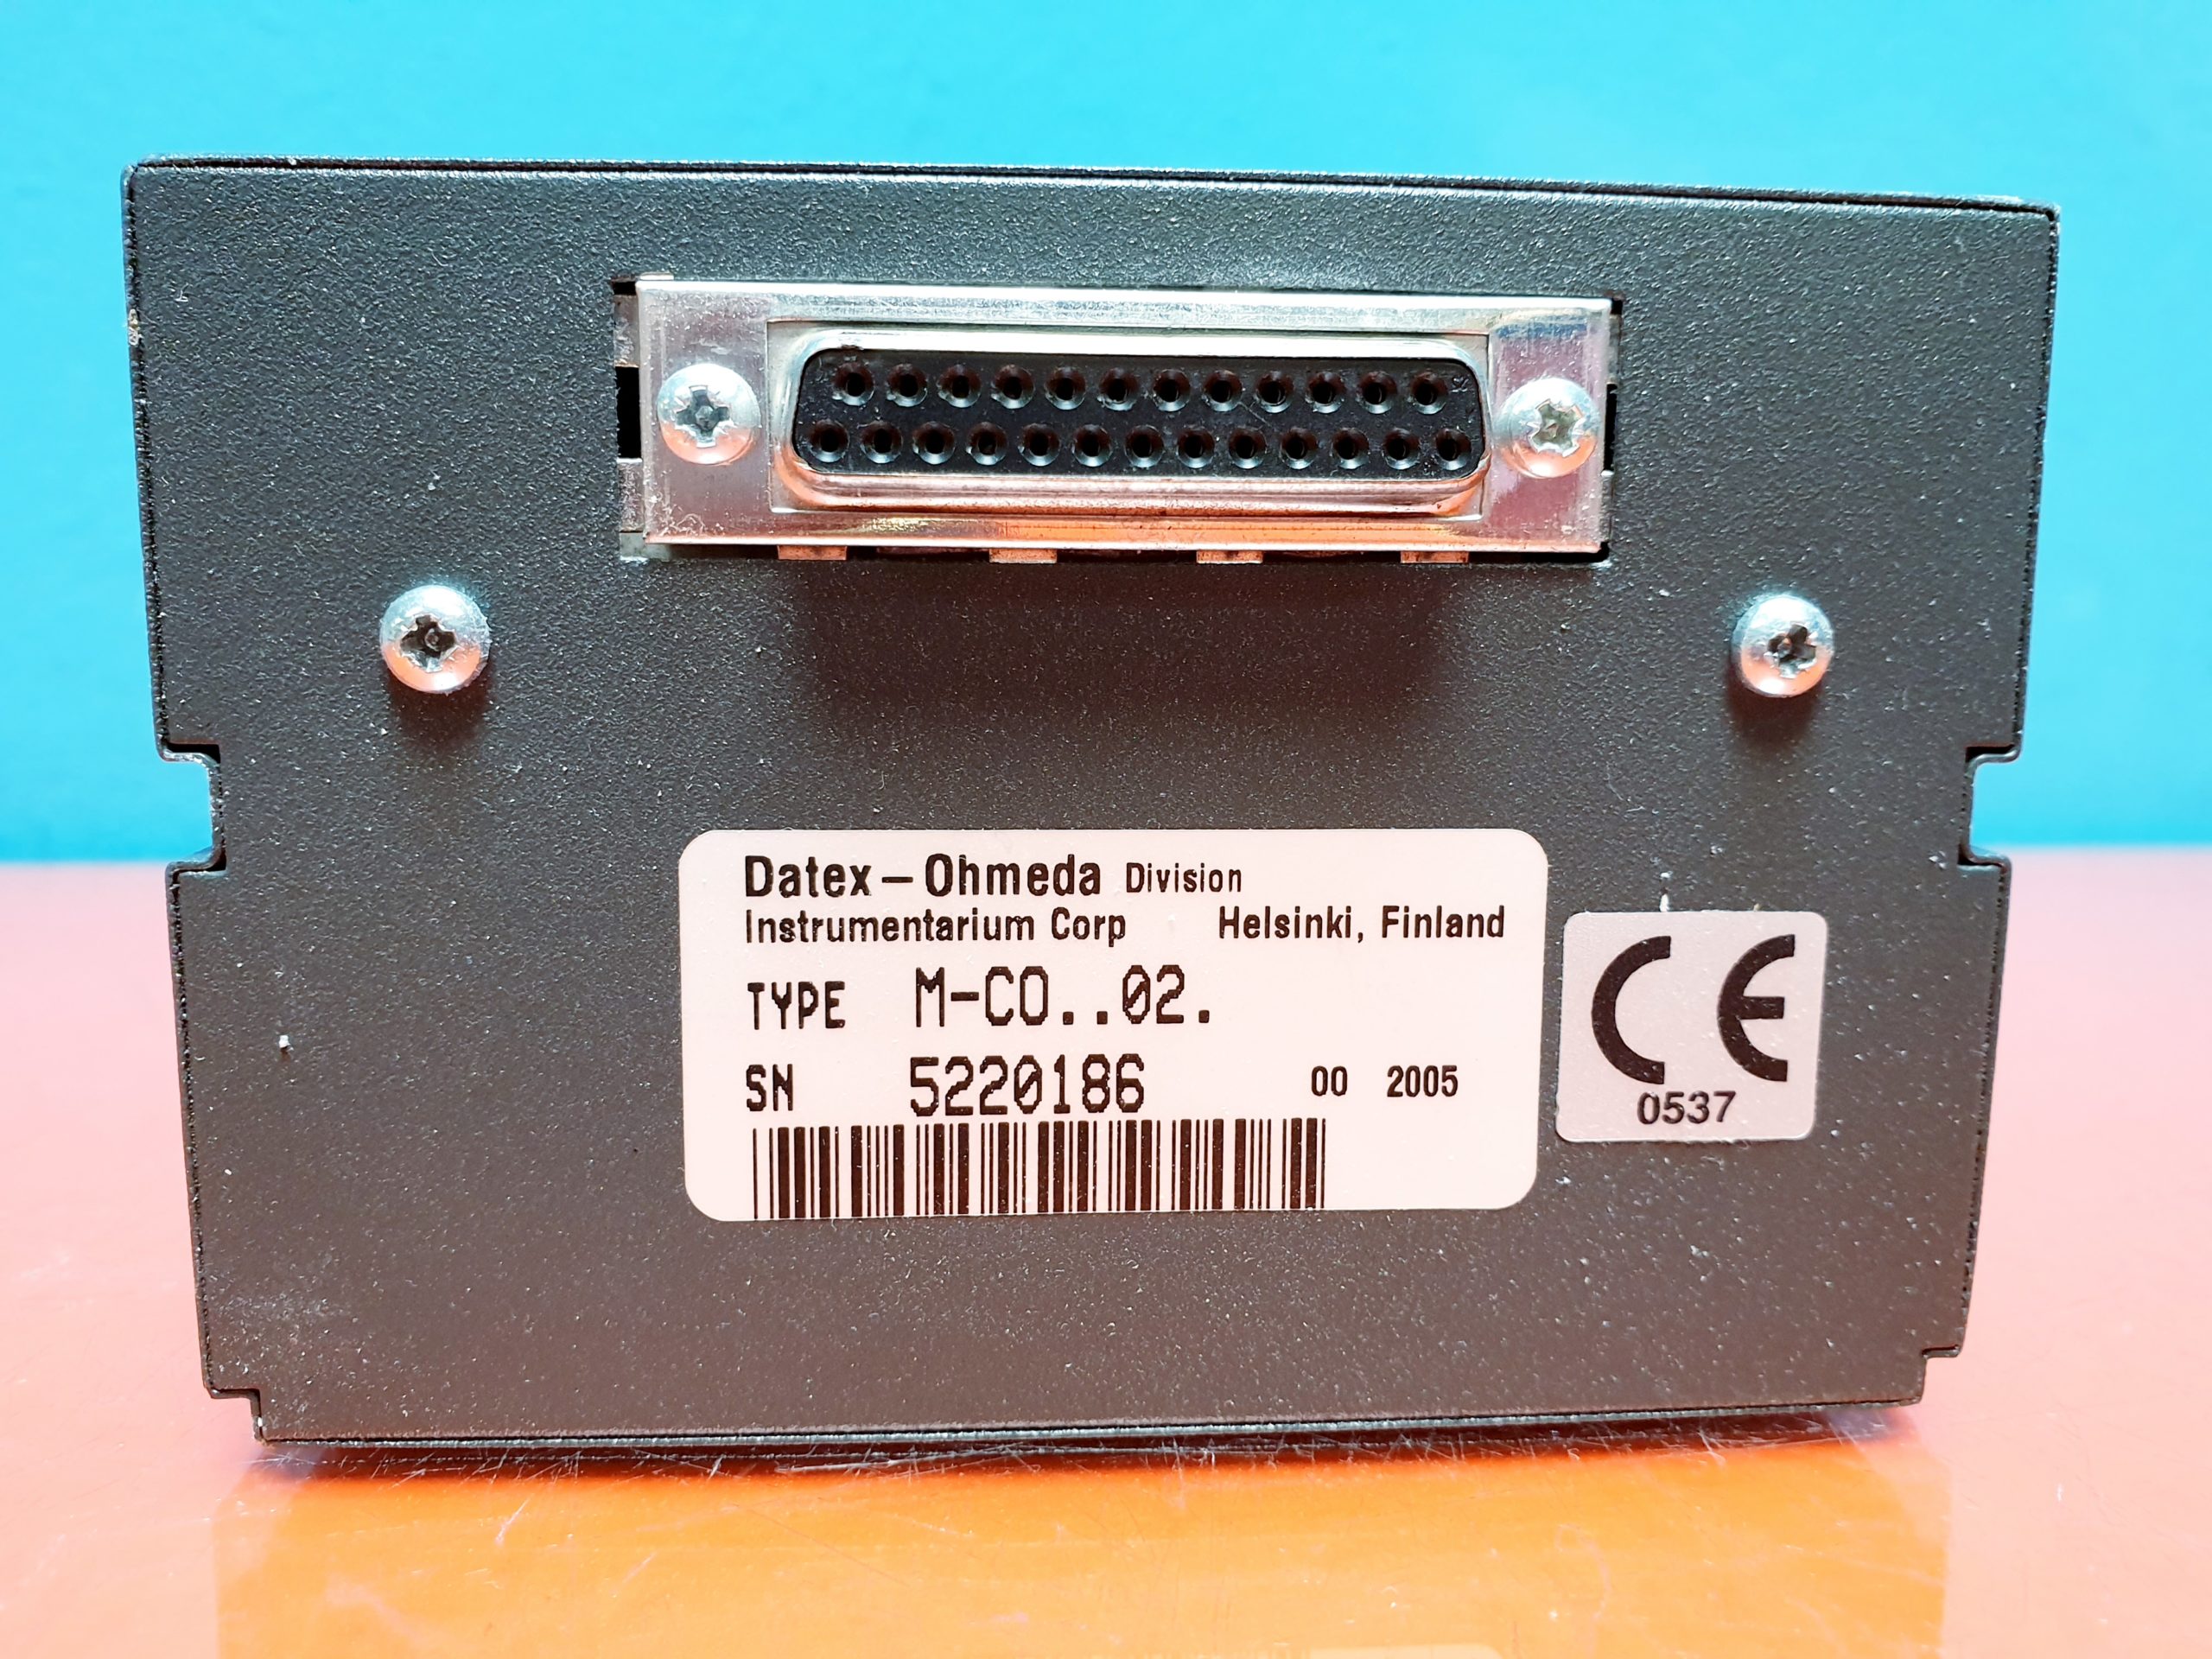 Datex-Ohmeda Division
Instrumentarium Corp Helsinki, Finland
TYPE M-CO..02.
SN 5220186 00 2005
CE
0537